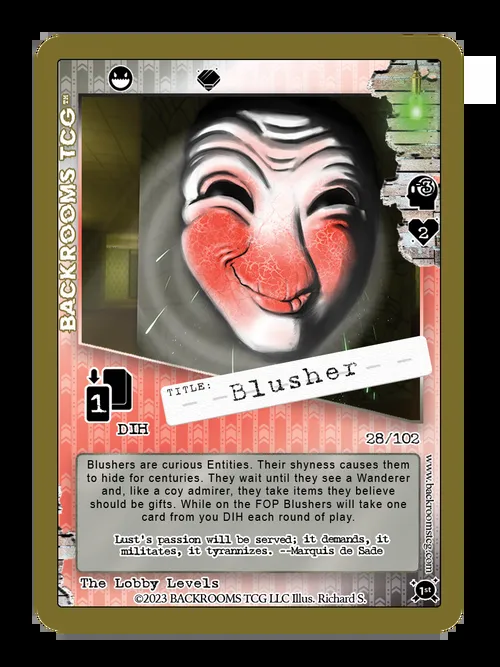 BACKROOMS TCG™
3
2
TITLE: Blusher
1
DIH
28/102
Blushers are curious Entities. Their shyness causes them
to hide for centuries. They wait until they see a Wanderer
and, like a coy admirer, they take items they believe
should be gifts. While on the FOP Blushers will take one
card from you DIH each round of play.
Lust's passion will be served; it demands, it
militates, it tyrannizes. --Marquis de Sade
www.backroomstcg.com
The Lobby Levels
©2023 BACKROOMS TCG LLC Illus. Richard S.
1st